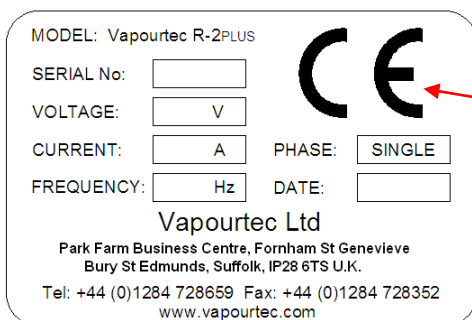 MODEL: Vapourtec R-2PLUS
CE
SERIAL No:
VOLTAGE: V
CURRENT: A PHASE: SINGLE
FREQUENCY: Hz DATE:
Vapourtec Ltd
Park Farm Business Centre, Fornham St Genevieve
Bury St Edmunds, Suffolk, IP28 6TS U.K.
Tel: +44 (0)1284 728659 Fax: +44 (0)1284 728352
www.vapourtec.com